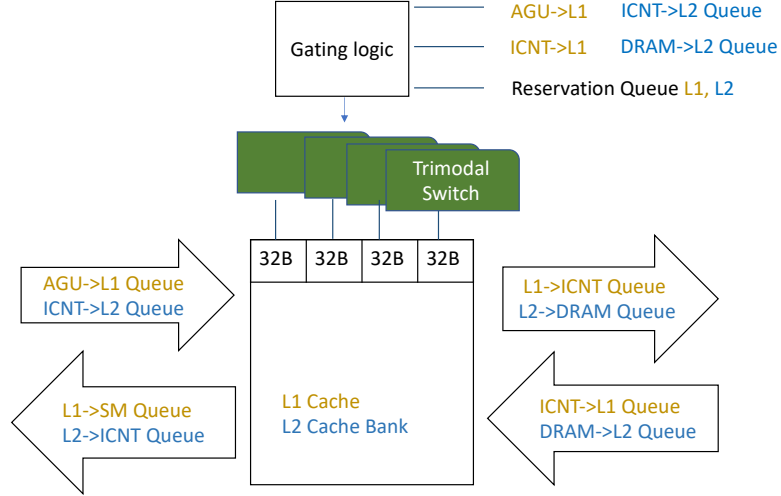 AGU->L1 ICNT->L2 Queue
Gating logic
ICNT->L1 DRAM->L2 Queue
Reservation Queue L1, L2
Trimodal
Switch
32B 32B 32B 32B
AGU->L1 Queue
ICNT->L2 Queue
L1->ICNT Queue
L2->DRAM Queue
L1 Cache
L2 Cache Bank
L1->SM Queue
L2->ICNT Queue
ICNT->L1 Queue
DRAM->L2 Queue